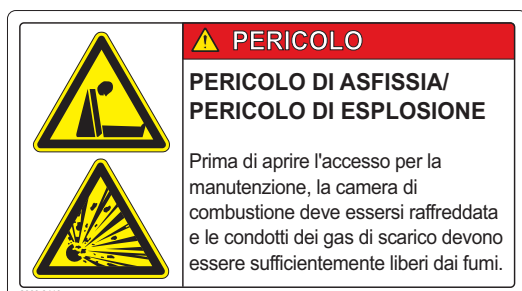 PERICOLO
PERICOLO DI ASFISSIA/
PERICOLO DI ESPLOSIONE
Prima di aprire l'accesso per la
manutenzione, la camera di
combustione deve essersi raffreddata
e le condotti dei gas di scarico devono
essere sufficientemente liberi dai fumi.